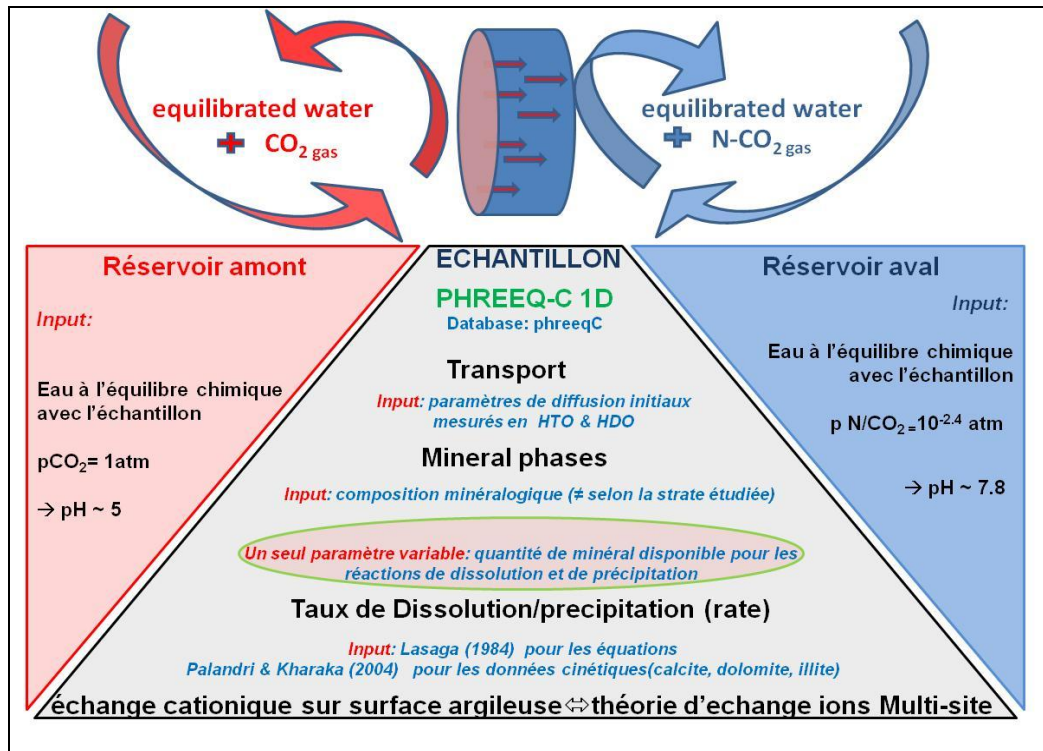 equilibrated water
+ CO2 gas
equilibrated water
+ N-CO2 gas
Réservoir amont
Input:
Eau à l'équilibre chimique
avec l'échantillon
pCO2= 1atm
→ pH ~ 5
ECHANTILLON
PHREEQ-C 1D
Database: phreeqC
Transport
Input: paramètres de diffusion initiaux
mesurés en HTO & HDO
Mineral phases
Input: composition minéralogique (≠ selon la strate étudiée)
Un seul paramètre variable: quantité de minéral disponible pour les
réactions de dissolution et de précipitation
Taux de Dissolution/precipitation (rate)
Input: Lasaga (1984) pour les équations
Palandri & Kharaka (2004) pour les données cinétiques(calcite, dolomite, illite)
échange cationique sur surface argileuse⇔théorie d'echange ions Multi-site
Réservoir aval
Input:
Eau à l'équilibre chimique
avec l'échantillon
p N/CO2 =10-2.4 atm
→ pH ~ 7.8